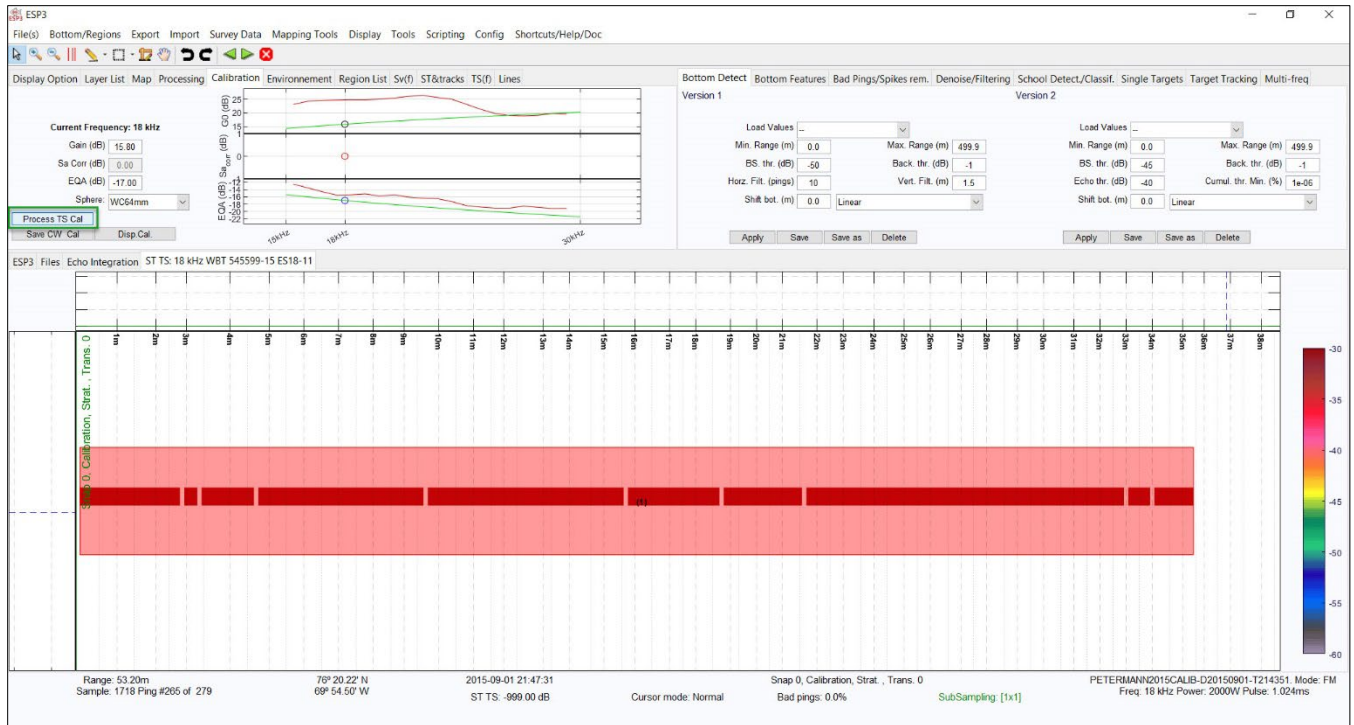 ESP3
File(s) Bottom/Regions Export Import Survey Data Mapping Tools Display Tools Scripting Config Shortcuts/Help/Doc
Display Option Layer List Map Processing Calibration Environnement Region List Sv(f) ST&tracks TS(f) Lines
Bottom Detect Bottom Features Bad Pings/Spikes rem. Denoise/Filtering School Detect./Classif. Single Targets Target Tracking Multi-freq
Current Frequency: 18 kHz
Gain (dB) 15.80
Sa Corr (dB) 0.00
EQA (dB) -17.00
Sphere: WC64mm
Process TS Cal
Save CW Cal Disp.Cal.
G0 (dB)
25
20
15
Sa corr (dB)
1
0
-1
EQA (dB)
-12
-14
-16
-18
-20
-22
15kHz 18kHz 30kHz
Version 1
Load Values --
Min. Range (m) 0.0 Max. Range (m) 499.9
BS. thr. (dB) -50 Back. thr. (dB) -1
Horz. Filt. (pings) 10 Vert. Filt. (m) 1.5
Shift bot. (m) 0.0 Linear
Apply Save Save as Delete
Version 2
Load Values --
Min. Range (m) 0.0 Max. Range (m) 499.9
BS. thr. (dB) -45 Back. thr. (dB) -1
Echo thr. (dB) -40 Cumul. thr. Min. (%) 1e-06
Shift bot. (m) 0.0 Linear
Apply Save Save as Delete
ESP3 Files Echo Integration ST TS: 18 kHz WBT 545599-15 ES18-11
1m 2m 3m 4m 5m 6m 7m 8m 9m 10m 11m 12m 13m 14m 15m 16m 17m 18m 19m 20m 22m 23m 24m 25m 26m 27m 28m 29m 30m 31m 32m 33m 34m 35m 36m 37m 38m
Snap 0, Calibration, Strat. , Trans. 0
(1)
-30
-35
-40
-45
-50
-55
-60
Range: 53.20m
Sample: 1718 Ping #265 of 279
76º 20.22' N
69º 54.60' W
2015-09-01 21:47:31
ST TS: -999.00 dB
Cursor mode: Normal
Snap 0, Calibration, Strat. , Trans. 0
Bad pings: 0.0%
SubSampling: [1x1]
PETERMANN2015CALIB-D20150901-T214351. Mode: FM
Freq: 18 kHz Power: 2000W Pulse: 1.024ms